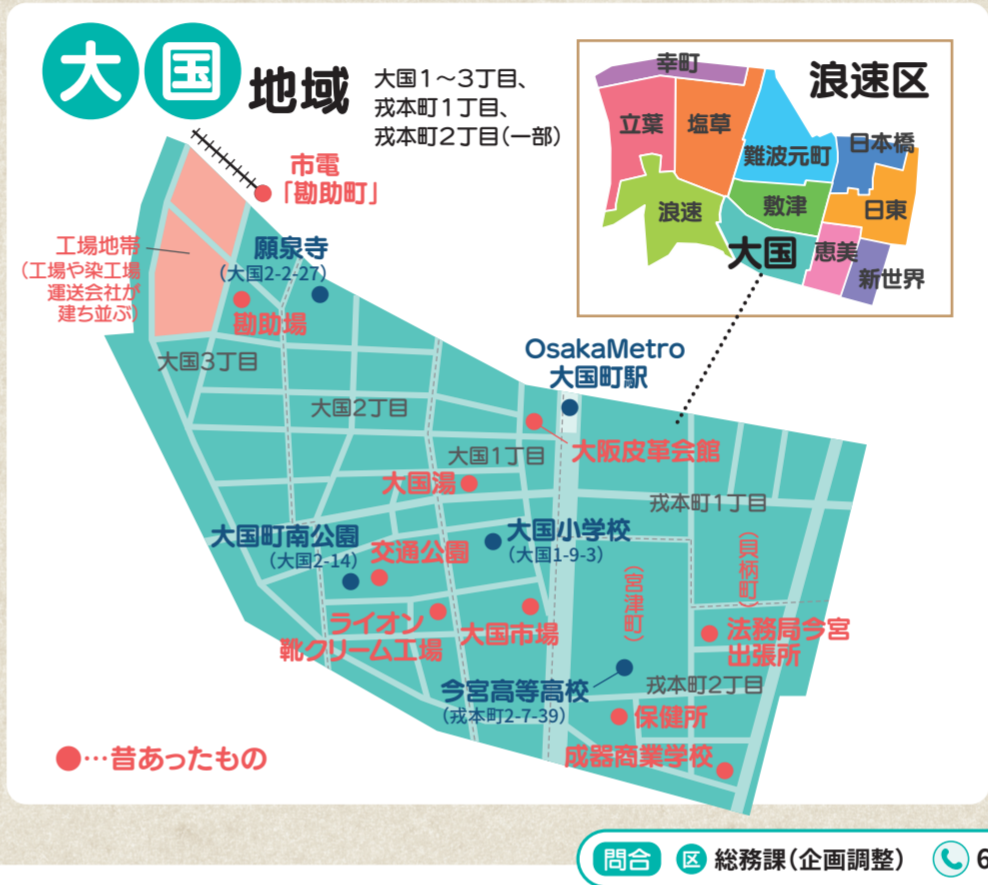 大国地域
大国1～3丁目、
戎本町1丁目、
戎本町2丁目(一部)
浪速区
幸町
立葉
塩草
難波元町
日本橋
浪速
敷津
日東
大国
恵美
新世界
市電
「勘助町」
工場地帯
(工場や染工場
運送会社が
建ち並ぶ)
願泉寺
(大国2-2-27)
勘助場
大国3丁目
OsakaMetro
大国町駅
大国2丁目
大阪皮革会館
大国1丁目
大国湯
戎本町1丁目
大国町南公園
(大国2-14)
交通公園
大国小学校
(大国1-9-3)
(宮津町)
(貝柄町)
ライオン
靴クリーム工場
大国市場
法務局今宮
出張所
今宮高等高校
(戎本町2-7-39)
戎本町2丁目
保健所
成器商業学校
●…昔あったもの
問合 区 総務課(企画調整) 6